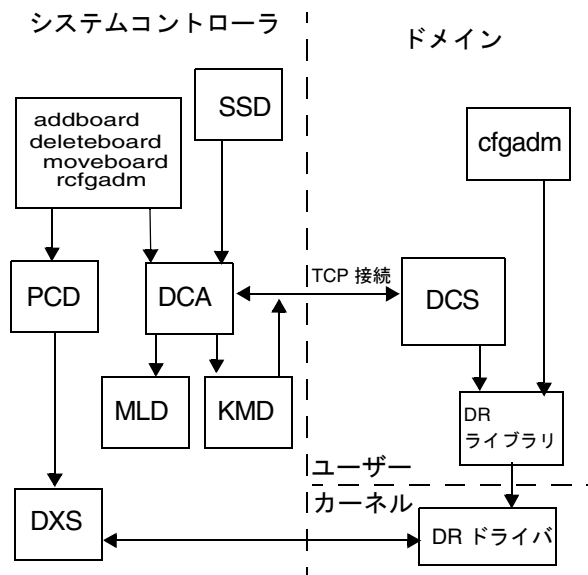 システムコントローラ
ドメイン
addboard
deleteboard
moveboard
rcfgadm
SSD
cfgadm
PCD
DCA
TCP 接続
DCS
MLD
KMD
DR
ライブラリ
ユーザー
カーネル
DXS
DR ドライバ